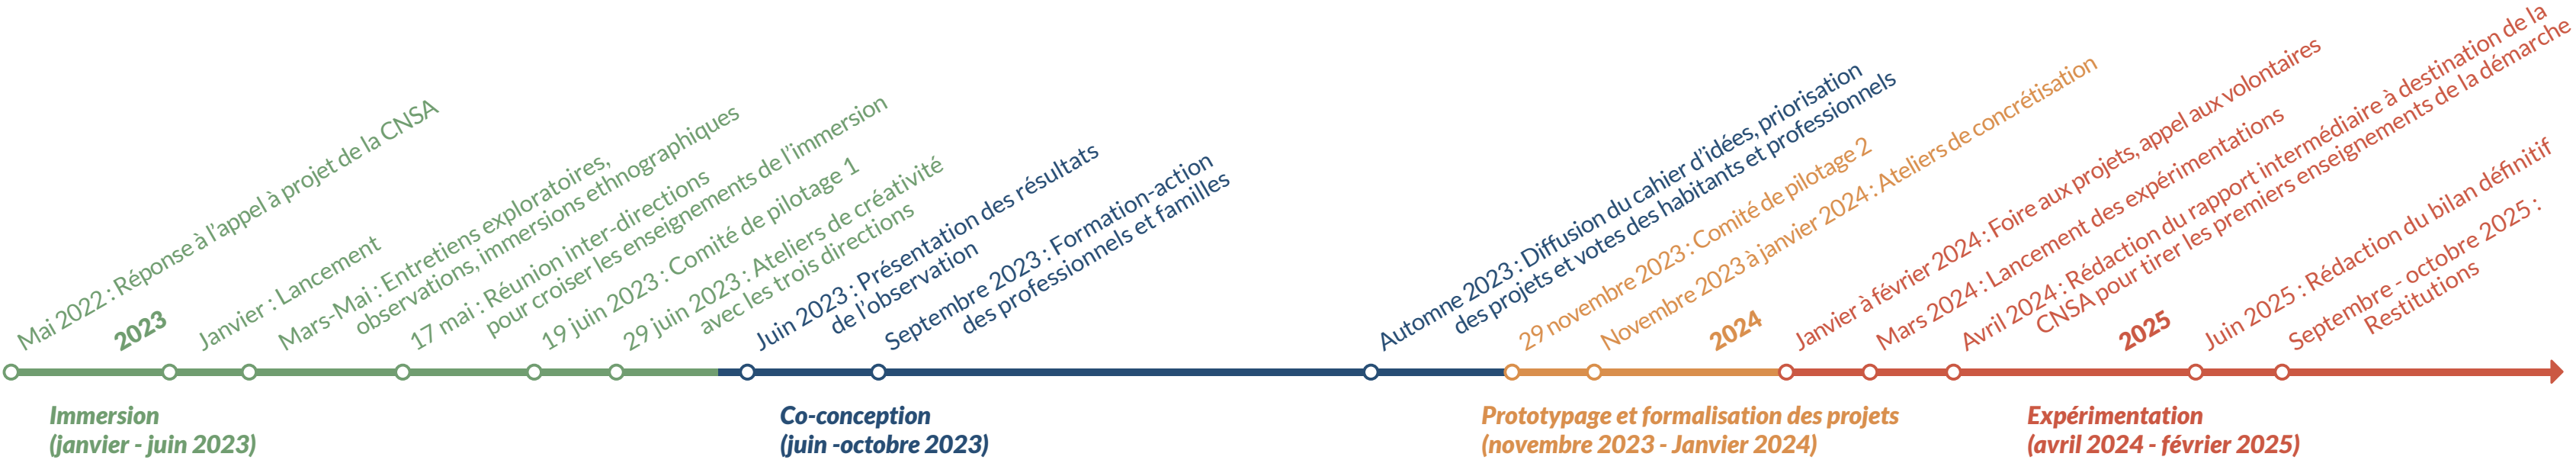 Mai 2022 : Réponse à l'appel à projet de la CNSA
2023
Janvier : Lancement
Mars-Mai : Entretiens exploratoires,
observations, immersions ethnographiques
17 mai : Réunion inter-directions
pour croiser les enseignements de l'immersion
19 juin 2023 : Comité de pilotage 1
29 juin 2023 : Ateliers de créativité
avec les trois directions
Juin 2023 : Présentation des résultats
de l'observation
Septembre 2023 : Formation-action
des professionnels et familles
Automne 2023 : Diffusion du cahier d'idées, priorisation
des projets et votes des habitants et professionnels
29 novembre 2023 : Comité de pilotage 2
Novembre 2023 à janvier 2024 : Ateliers de concrétisation
2024
Janvier à février 2024 : Foire aux projets, appel aux volontaires
Mars 2024 : Lancement des expérimentations
Avril 2024 : Rédaction du rapport intermédiaire à destination de la
CNSA pour tirer les premiers enseignements de la démarche
2025
Juin 2025 : Rédaction du bilan définitif
Septembre - octobre 2025 :
Restitutions
Immersion
(janvier - juin 2023)
Co-conception
(juin -octobre 2023)
Prototypage et formalisation des projets
(novembre 2023 - Janvier 2024)
Expérimentation
(avril 2024 - février 2025)